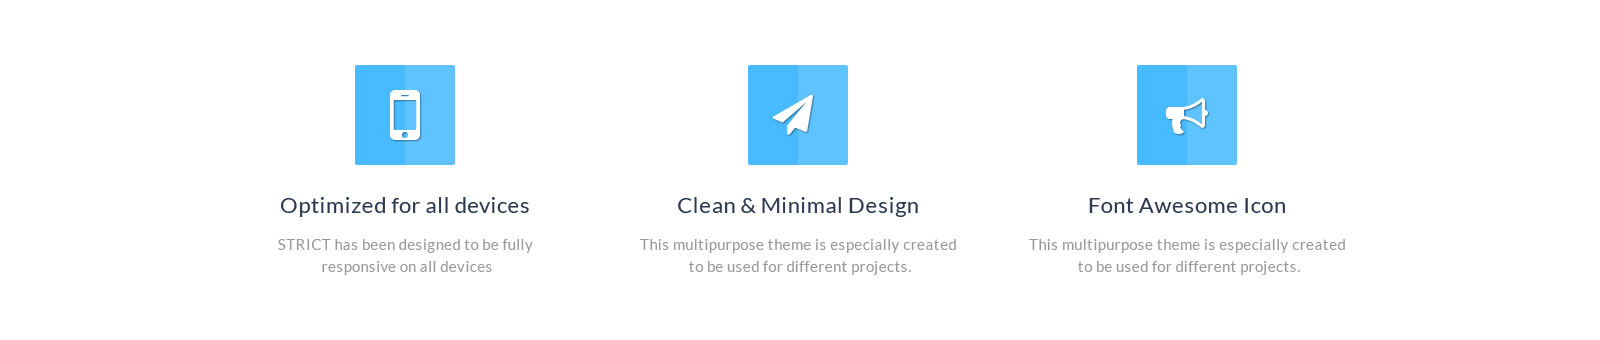 Optimized for all devices
STRICT has been designed to be fully
responsive on all devices
Clean & Minimal Design
This multipurpose theme is especially created
to be used for different projects.
Font Awesome Icon
This multipurpose theme is especially created
to be used for different projects.